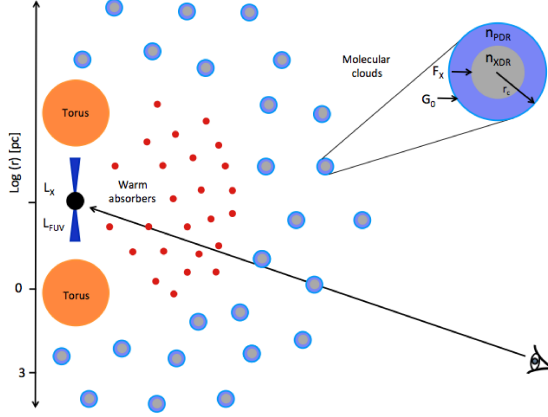 Log (r) [pc]
0
3
Torus
L_X
L_FUV
Torus
Warm
absorbers
Molecular
clouds
n_PDR
n_XDR
F_X
r_c
G_0